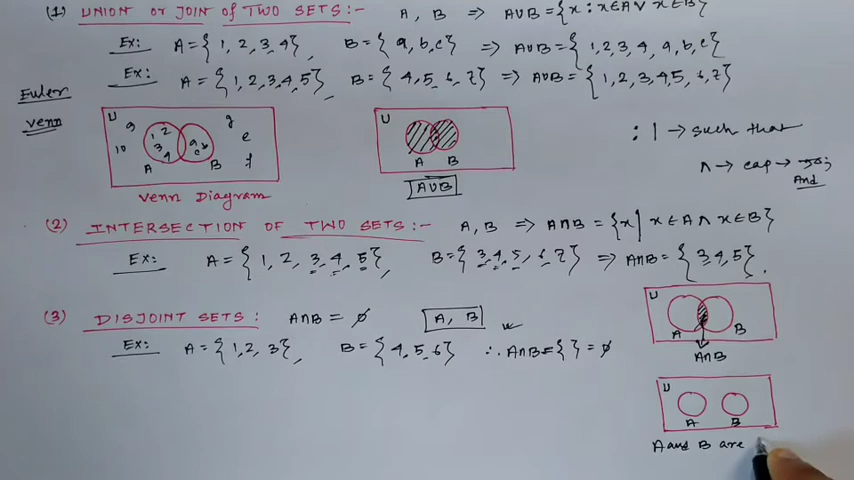 (1) UNION or JOIN of TWO SETS:- A, B ⇒ A∪B = {x : x∈A ∨ x∈B}
Ex: A = {1, 2, 3, 4}, B = {a, b, c} ⇒ A∪B = {1, 2, 3, 4, a, b, c}
Ex: A = {1, 2, 3, 4, 5}, B = {4, 5, 6, 7} ⇒ A∪B = {1, 2, 3, 4, 5, 6, 7}
Euler
Venn
U
9 g
10 e
f
1 2
3
4
a b
c
A B
Venn Diagram
U
A B
A∪B
: | → such that
∧ → cap →
And
(2) INTERSECTION OF TWO SETS:- A, B ⇒ A∩B = {x | x∈A ∧ x∈B}
Ex: A = {1, 2, 3, 4, 5}, B = {3, 4, 5, 6, 7} ⇒ A∩B = {3, 4, 5}.
U
A B
A∩B
(3) DISJOINT SETS: A∩B = ∅ A, B
Ex: A = {1, 2, 3}, B = {4, 5, 6} ∴ A∩B = { } = ∅
U
A B
A and B are